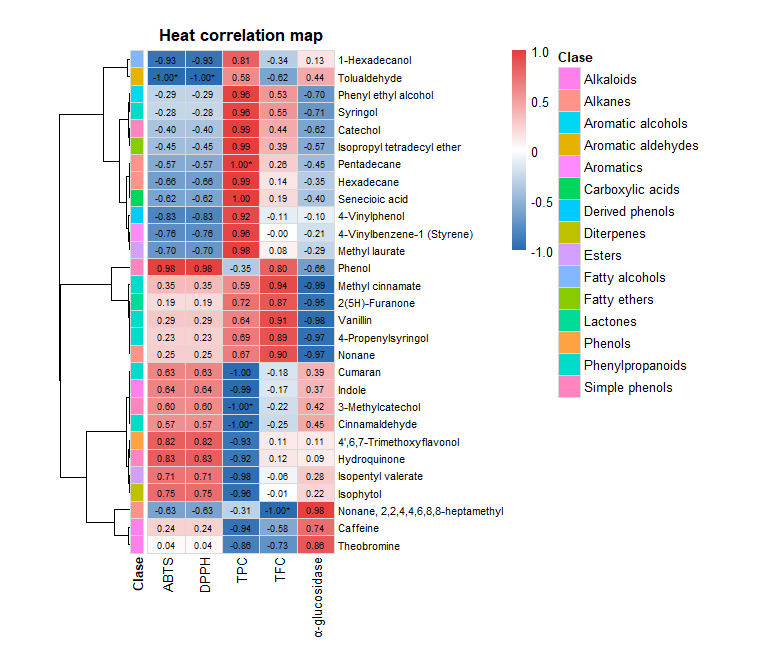 Heat correlation map
-0.93 -0.93 0.81 -0.34 0.13 1-Hexadecanol
-1.00* -1.00* 0.58 -0.62 0.44 Tolualdehyde
-0.29 -0.29 0.96 0.53 -0.70 Phenyl ethyl alcohol
-0.28 -0.28 0.96 0.55 -0.71 Syringol
-0.40 -0.40 0.99 0.44 -0.62 Catechol
-0.45 -0.45 0.99 0.39 -0.57 Isopropyl tetradecyl ether
-0.57 -0.57 1.00* 0.26 -0.45 Pentadecane
-0.66 -0.66 0.99 0.14 -0.35 Hexadecane
-0.62 -0.62 1.00 0.19 -0.40 Senecioic acid
-0.83 -0.83 0.92 -0.11 -0.10 4-Vinylphenol
-0.76 -0.76 0.96 -0.00 -0.21 4-Vinylbenzene-1 (Styrene)
-0.70 -0.70 0.98 0.08 -0.29 Methyl laurate
0.98 0.98 -0.35 0.80 -0.66 Phenol
0.35 0.35 0.59 0.94 -0.99 Methyl cinnamate
0.19 0.19 0.72 0.87 -0.95 2(5H)-Furanone
0.29 0.29 0.64 0.91 -0.98 Vanillin
0.23 0.23 0.69 0.89 -0.97 4-Propenylsyringol
0.25 0.25 0.67 0.90 -0.97 Nonane
0.63 0.63 -1.00 -0.18 0.39 Cumaran
0.64 0.64 -0.99 -0.17 0.37 Indole
0.60 0.60 -1.00* -0.22 0.42 3-Methylcatechol
0.57 0.57 -1.00* -0.25 0.45 Cinnamaldehyde
0.82 0.82 -0.93 0.11 0.11 4',6,7-Trimethoxyflavonol
0.83 0.83 -0.92 0.12 0.09 Hydroquinone
0.71 0.71 -0.98 -0.06 0.28 Isopentyl valerate
0.75 0.75 -0.96 -0.01 0.22 Isophytol
-0.63 -0.63 -0.31 -1.00* 0.98 Nonane, 2,2,4,4,6,8,8-heptamethyl
0.24 0.24 -0.94 -0.58 0.74 Caffeine
0.04 0.04 -0.86 -0.73 0.86 Theobromine
Clase ABTS DPPH TPC TFC α-glucosidase
1.0
0.5
0
-0.5
-1.0
Clase
Alkaloids
Alkanes
Aromatic alcohols
Aromatic aldehydes
Aromatics
Carboxylic acids
Derived phenols
Diterpenes
Esters
Fatty alcohols
Fatty ethers
Lactones
Phenols
Phenylpropanoids
Simple phenols